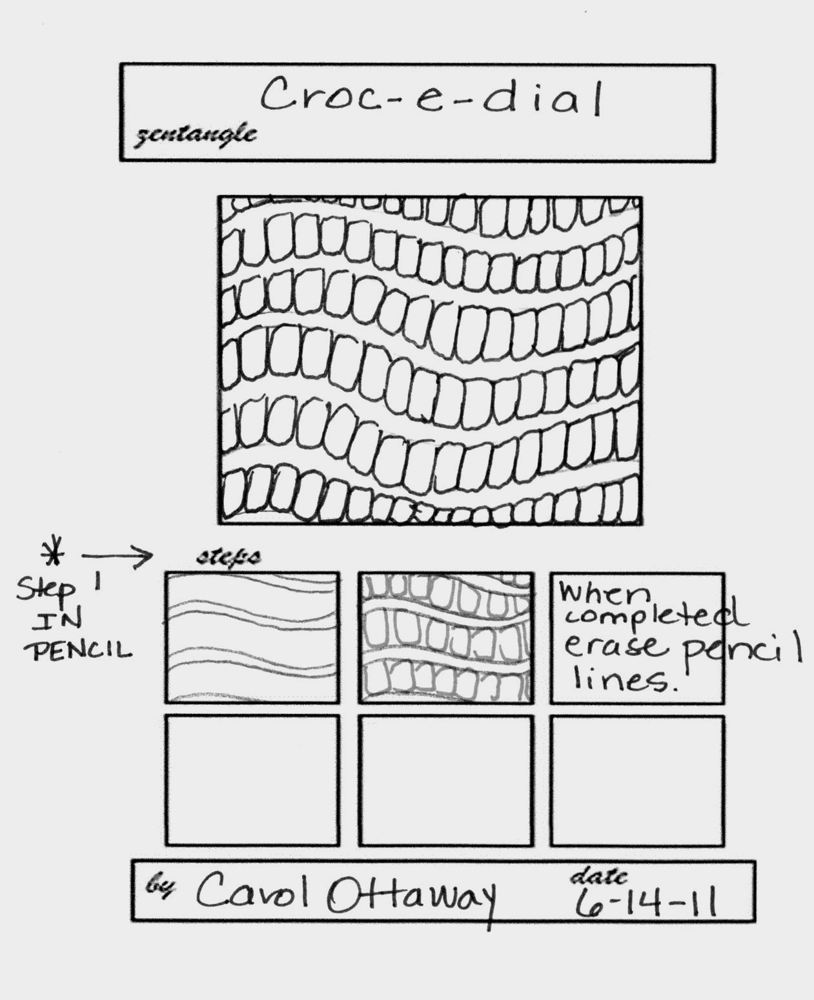 Croc-e-dial
zentangle
* → steps
Step 1
IN
PENCIL
When
completed
erase pencil
lines.
by Carol Ottaway
date
6-14-11